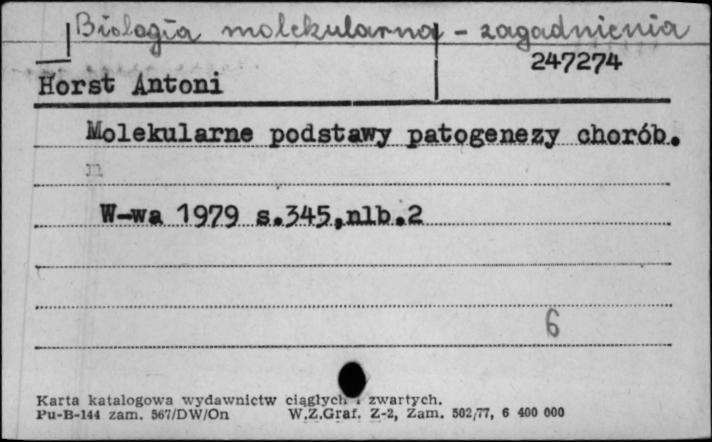 Biologia molekularna - zagadnienia
247274
Horst Antoni
Molekularne podstawy patogenezy chorób.
n
W-wa 1979 s.345,nlb.2
6
Karta katalogowa wydawnictw ciągłych i zwartych.
Pu-B-144 zam. 567/DW/On W.Z.Graf. Z-2, Zam. 502/77, 6 400 000